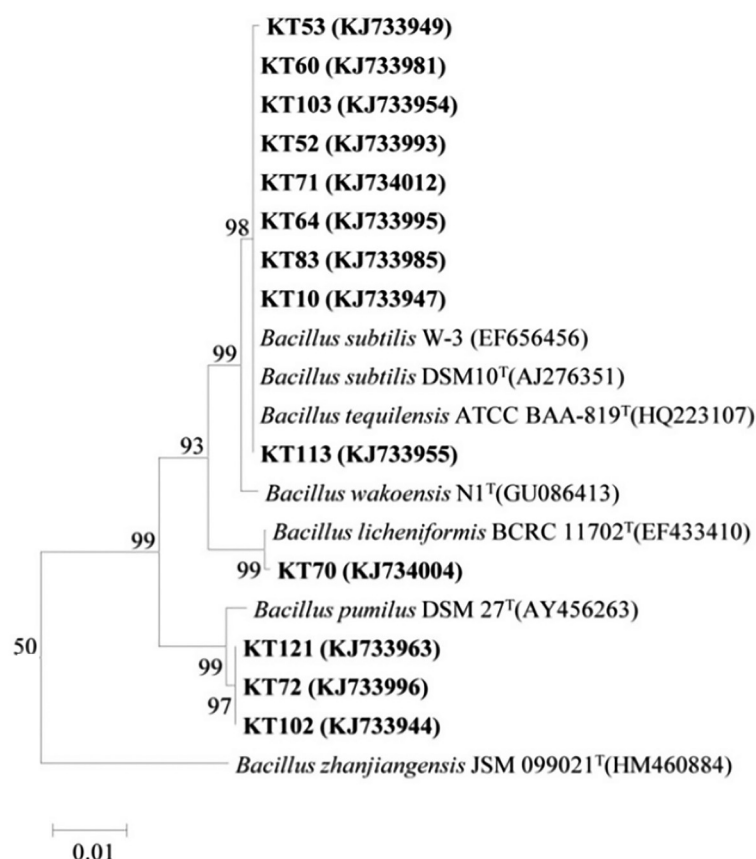 KT53 (KJ733949)
KT60 (KJ733981)
KT103 (KJ733954)
KT52 (KJ733993)
KT71 (KJ734012)
KT64 (KJ733995)
98
KT83 (KJ733985)
KT10 (KJ733947)
Bacillus subtilis W-3 (EF656456)
99
Bacillus subtilis DSM10ᵀ(AJ276351)
Bacillus tequilensis ATCC BAA-819ᵀ(HQ223107)
93
KT113 (KJ733955)
Bacillus wakoensis N1ᵀ(GU086413)
Bacillus licheniformis BCRC 11702ᵀ(EF433410)
99
99 KT70 (KJ734004)
Bacillus pumilus DSM 27ᵀ(AY456263)
50
KT121 (KJ733963)
99
KT72 (KJ733996)
97
KT102 (KJ733944)
Bacillus zhanjiangensis JSM 099021ᵀ(HM460884)
0.01